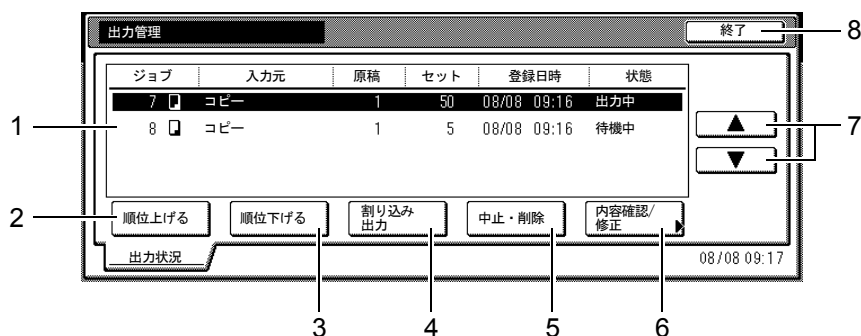 出力管理
終了
8
ジョブ 入力元 原稿 セット 登録日時 状態
7 コピー 1 50 08/08 09:16 出力中
8 コピー 1 5 08/08 09:16 待機中
1
7
2
順位上げる 順位下げる 割り込み
出力 中止・削除 内容確認/
修正
出力状況
08/08 09:17
3 4 5 6